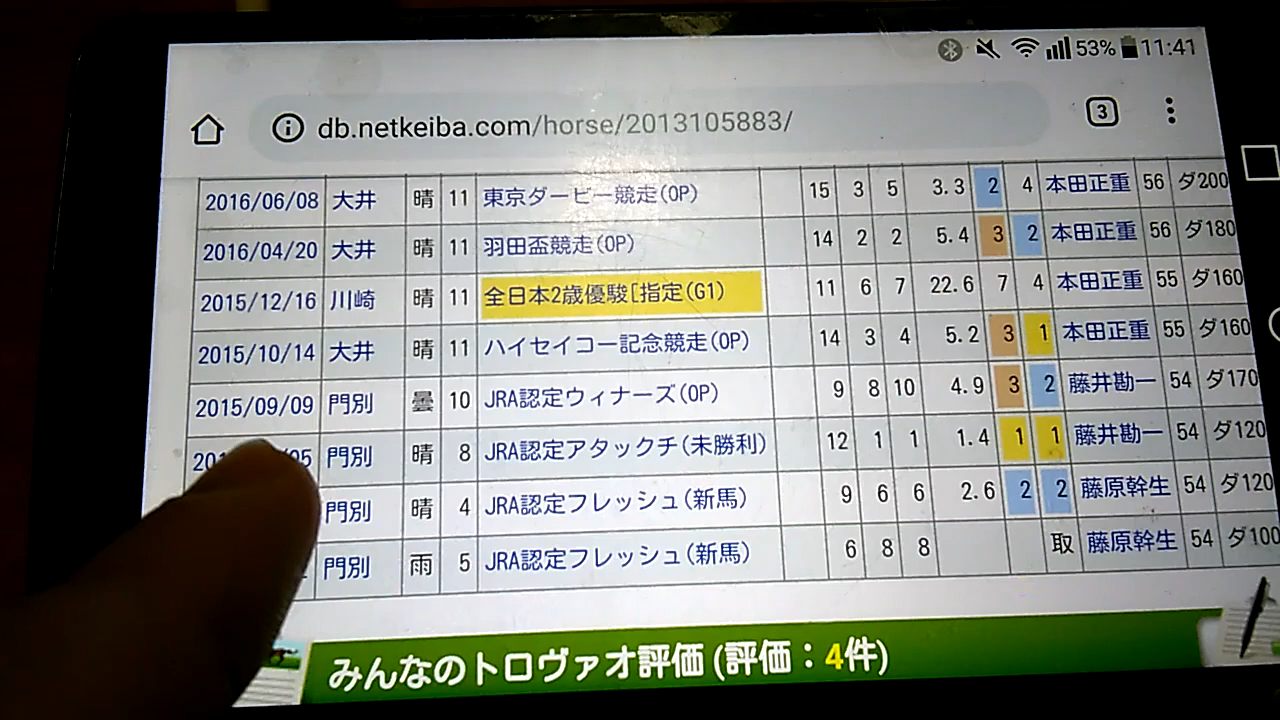 53% 11:41
db.netkeiba.com/horse/2013105883/ 3
2016/06/08 大井 晴 11 東京ダービー競走(OP) 15 3 5 3.3 2 4 本田正重 56 ダ200
2016/04/20 大井 晴 11 羽田盃競走(OP) 14 2 2 5.4 3 2 本田正重 56 ダ180
2015/12/16 川崎 晴 11 全日本2歳優駿[指定(G1) 11 6 7 22.6 7 4 本田正重 55 ダ160
2015/10/14 大井 晴 11 ハイセイコー記念競走(OP) 14 3 4 5.2 3 1 本田正重 55 ダ160
2015/09/09 門別 曇 10 JRA認定ウィナーズ(OP) 9 8 10 4.9 3 2 藤井勘一 54 ダ170
門別 晴 8 JRA認定アタックチ(未勝利) 12 1 1 1.4 1 1 藤井勘一 54 ダ120
門別 晴 4 JRA認定フレッシュ(新馬) 9 6 6 2.6 2 2 藤原幹生 54 ダ120
門別 雨 5 JRA認定フレッシュ(新馬) 6 8 8 取 藤原幹生 54 ダ100
みんなのトロヴァオ評価 (評価：4件)